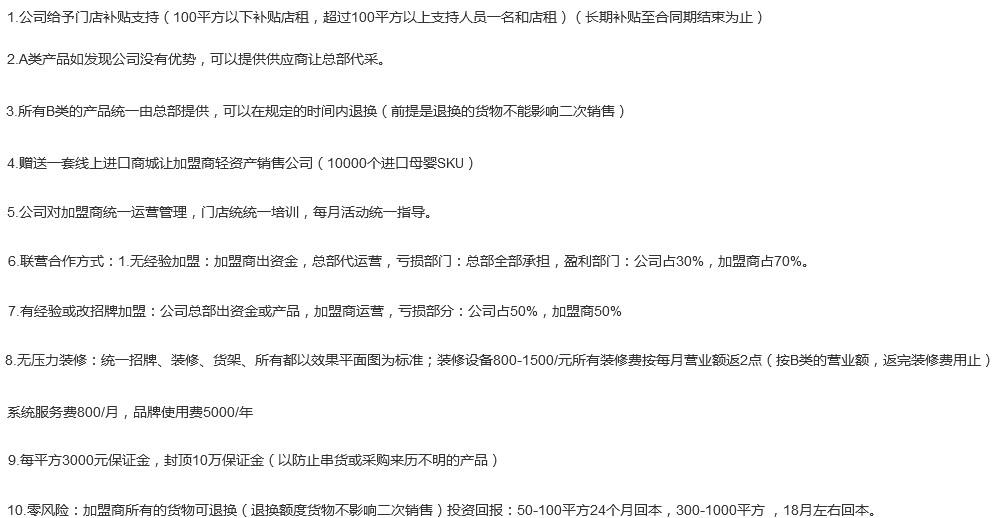 1.公司给予门店补贴支持（100平方以下补贴店租，超过100平方以上支持人员一名和店租）（长期补贴至合同期结束为止）
2.A类产品如发现公司没有优势，可以提供供应商让总部代采。
3.所有B类的产品统一由总部提供，可以在规定的时间内退换（前提是退换的货物不能影响二次销售）
4.赠送一套线上进口商城让加盟商轻资产销售公司（10000个进口母婴SKU）
5.公司对加盟商统一运营管理，门店统统一培训，每月活动统一指导。
6.联营合作方式：1.无经验加盟：加盟商出资金，总部代运营，亏损部门：总部全部承担，盈利部门：公司占30%，加盟商占70%。
7.有经验或改招牌加盟：公司总部出资金或产品，加盟商运营，亏损部分：公司占50%，加盟商50%
8.无压力装修：统一招牌、装修、货架、所有都以效果平面图为标准；装修设备800-1500/元所有装修费按每月营业额返2点（按B类的营业额，返完装修费用止）
系统服务费800/月，品牌使用费5000/年
9.每平方3000元保证金，封顶10万保证金（以防止串货或采购来历不明的产品）
10.零风险：加盟商所有的货物可退换（退换额度货物不影响二次销售）投资回报：50-100平方24个月回本，300-1000平方 ，18月左右回本。